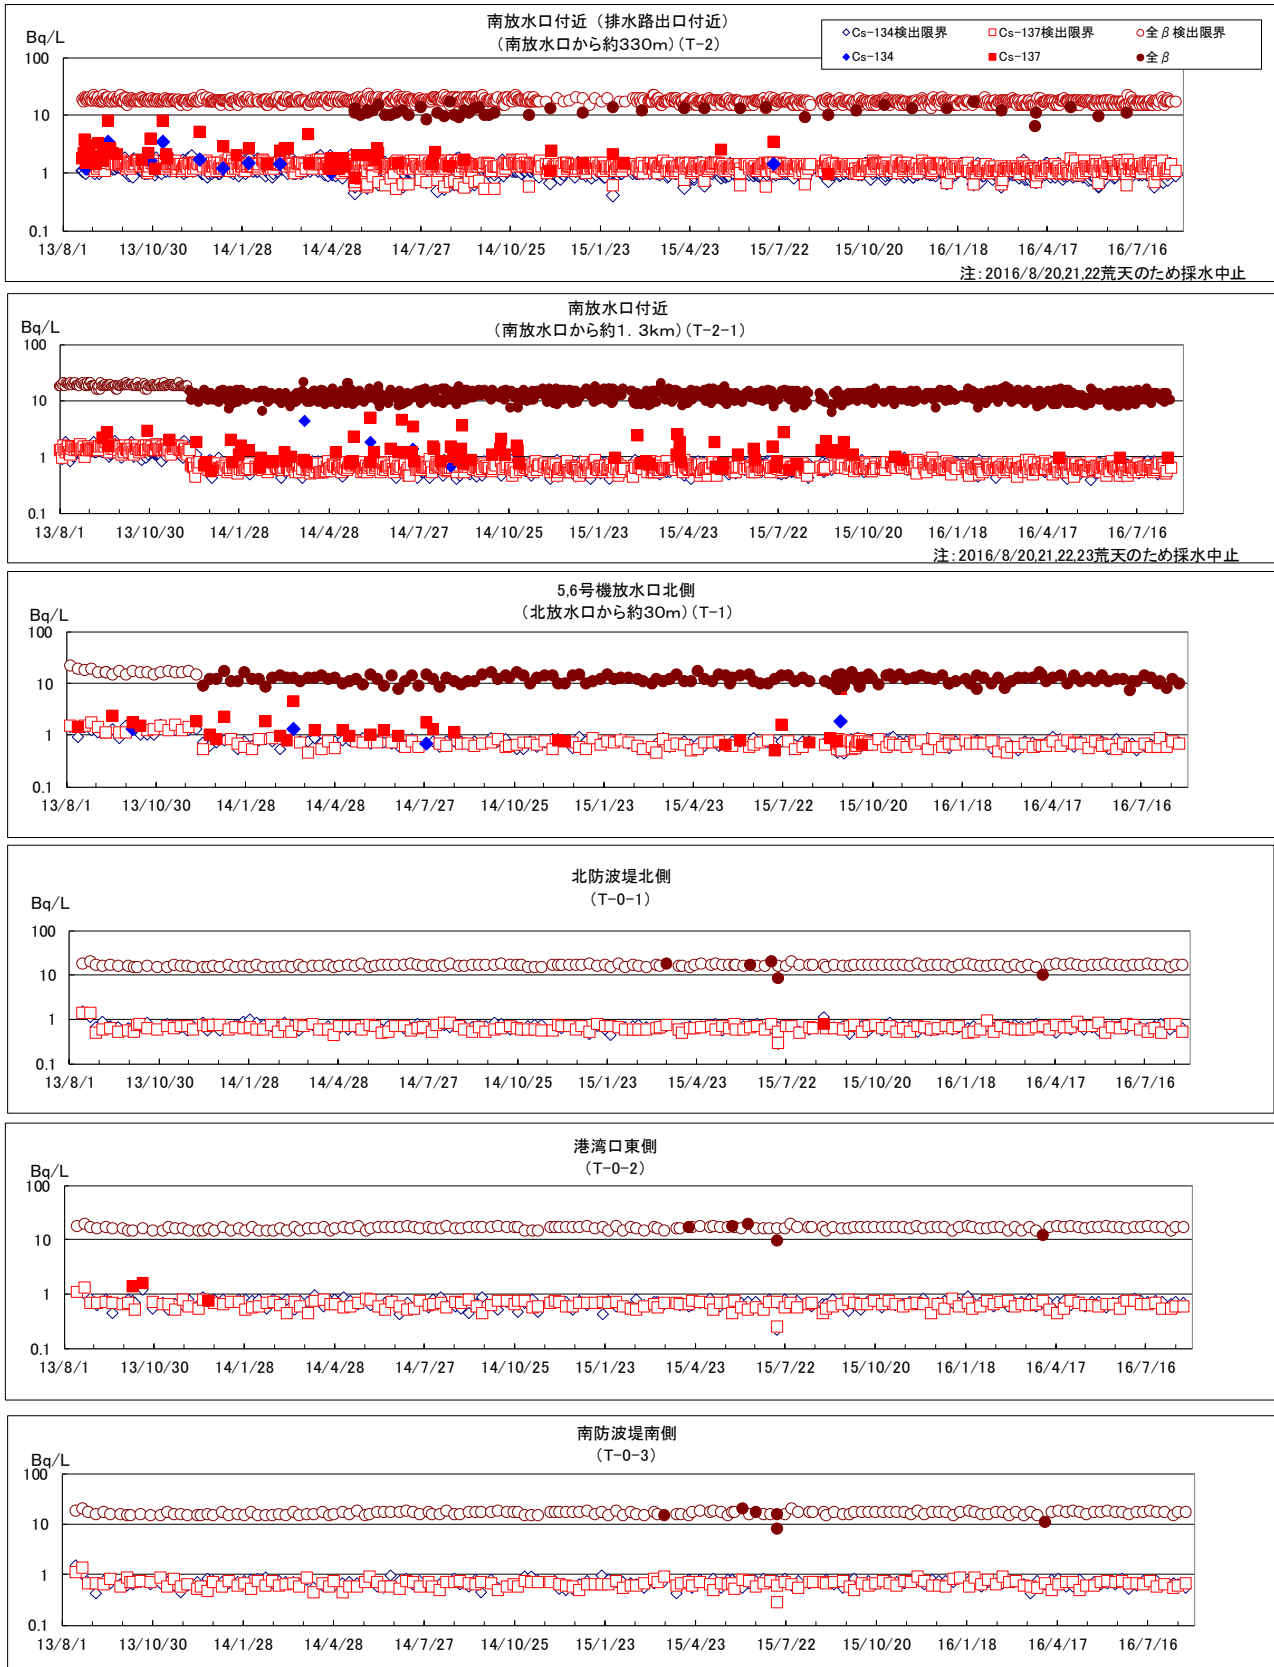 南放水口付近（排水路出口付近）
（南放水口から約330m）（T-2）
Bq/L
◇Cs-134検出限界 □Cs-137検出限界 ○全β検出限界
◆Cs-134 ■Cs-137 ●全β
100
10
1
0.1
13/8/1 13/10/30 14/1/28 14/4/28 14/7/27 14/10/25 15/1/23 15/4/23 15/7/22 15/10/20 16/1/18 16/4/17 16/7/16
注：2016/8/20,21,22荒天のため採水中止
南放水口付近
（南放水口から約1．3km）（T-2-1）
Bq/L
100
10
1
0.1
13/8/1 13/10/30 14/1/28 14/4/28 14/7/27 14/10/25 15/1/23 15/4/23 15/7/22 15/10/20 16/1/18 16/4/17 16/7/16
注：2016/8/20,21,22,23荒天のため採水中止
5,6号機放水口北側
（北放水口から約30m）（T-1）
Bq/L
100
10
1
0.1
13/8/1 13/10/30 14/1/28 14/4/28 14/7/27 14/10/25 15/1/23 15/4/23 15/7/22 15/10/20 16/1/18 16/4/17 16/7/16
北防波堤北側
（T-0-1）
Bq/L
100
10
1
0.1
13/8/1 13/10/30 14/1/28 14/4/28 14/7/27 14/10/25 15/1/23 15/4/23 15/7/22 15/10/20 16/1/18 16/4/17 16/7/16
港湾口東側
（T-0-2）
Bq/L
100
10
1
0.1
13/8/1 13/10/30 14/1/28 14/4/28 14/7/27 14/10/25 15/1/23 15/4/23 15/7/22 15/10/20 16/1/18 16/4/17 16/7/16
南防波堤南側
（T-0-3）
Bq/L
100
10
1
0.1
13/8/1 13/10/30 14/1/28 14/4/28 14/7/27 14/10/25 15/1/23 15/4/23 15/7/22 15/10/20 16/1/18 16/4/17 16/7/16